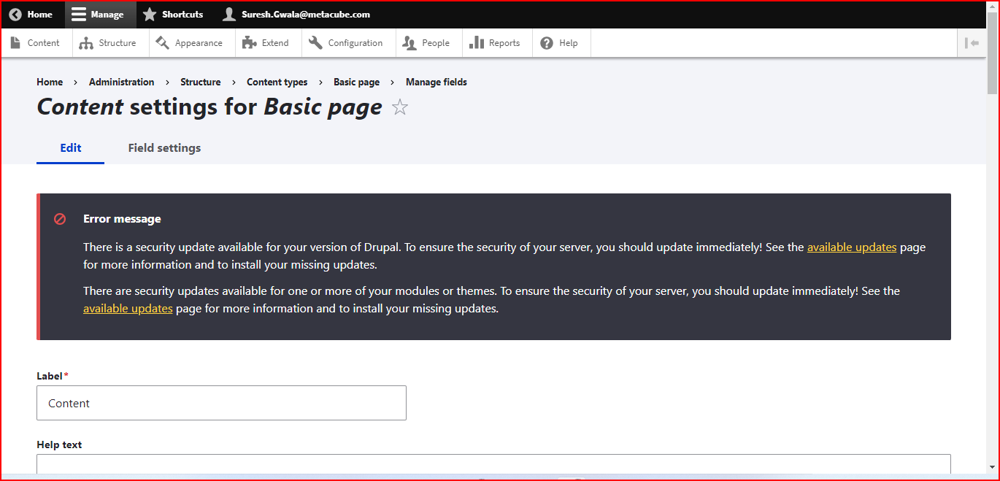 Home Manage Shortcuts Suresh.Gwala@metacube.com
Content Structure Appearance Extend Configuration People Reports Help
Home › Administration › Structure › Content types › Basic page › Manage fields
Content settings for Basic page
Edit Field settings
Error message
There is a security update available for your version of Drupal. To ensure the security of your server, you should update immediately! See the available updates page
for more information and to install your missing updates.
There are security updates available for one or more of your modules or themes. To ensure the security of your server, you should update immediately! See the
available updates page for more information and to install your missing updates.
Label*
Content
Help text